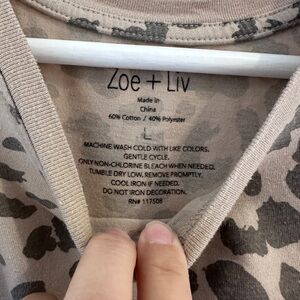 Zoe + Liv
Made in
China
60% Cotton / 40% Polyester
L
MACHINE WASH COLD WITH LIKE COLORS.
GENTLE CYCLE.
ONLY NON-CHLORINE BLEACH WHEN NEEDED.
TUMBLE DRY LOW. REMOVE PROMPTLY.
COOL IRON IF NEEDED.
DO NOT IRON DECORATION.
RN# 117508